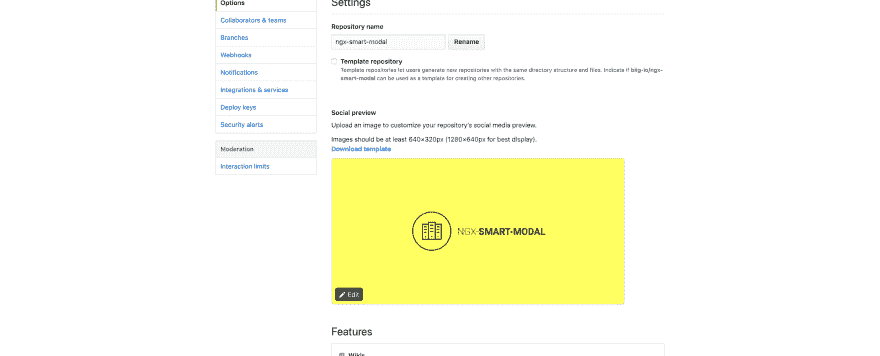 Options
Settings
Collaborators & teams
Branches
Webhooks
Notifications
Integrations & services
Deploy keys
Security alerts
Moderation
Interaction limits
Repository name
ngx-smart-modal
Rename
Template repository
Template repositories let users generate new repositories with the same directory structure and files. Indicate if bkg-io/ngx-
smart-modal can be used as a template for creating other repositories.
Social preview
Upload an image to customize your repository's social media preview.
Images should be at least 640×320px (1280×640px for best display).
Download template
NGX-SMART-MODAL
Edit
Features
Wikis